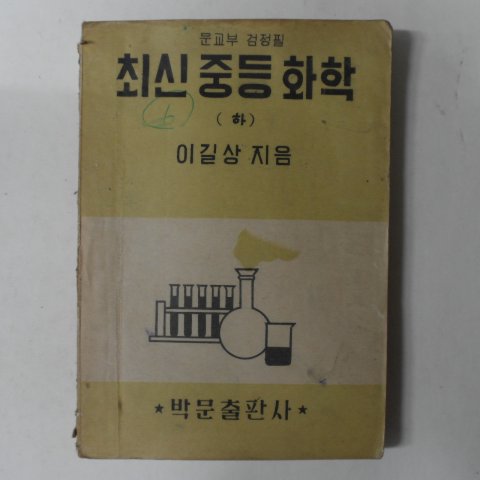 문교부 검정필
최신 중등 화학
(하)
이길상 지음
★ 박문출판사 ★